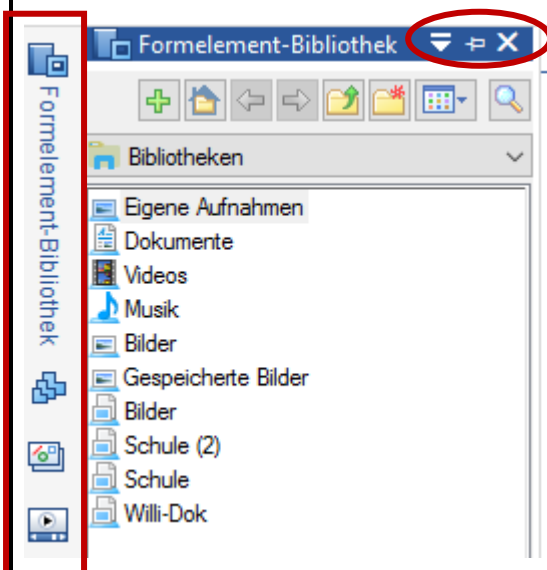 Formelement-Bibliothek
Formelement-Bibliothek
Bibliotheken
Eigene Aufnahmen
Dokumente
Videos
Musik
Bilder
Gespeicherte Bilder
Bilder
Schule (2)
Schule
Willi-Dok